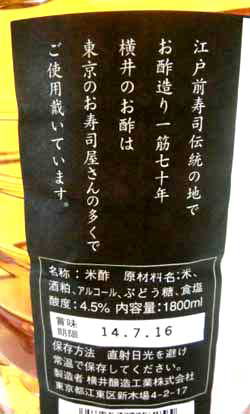 江戸前寿司伝統の地で
お酢造り一筋七十年
横井のお酢は
東京のお寿司屋さんの多くで
ご使用戴いています。
名称：米酢　原材料名：米、
酒粕、アルコール、ぶどう糖、食塩
酸度：4.5%　内容量：1800ml
賞味
期限
14.7.16
保存方法　直射日光を避け
常温で保存してください。
製造者　横井醸造工業株式会社
東京都江東区新木場4-2-17